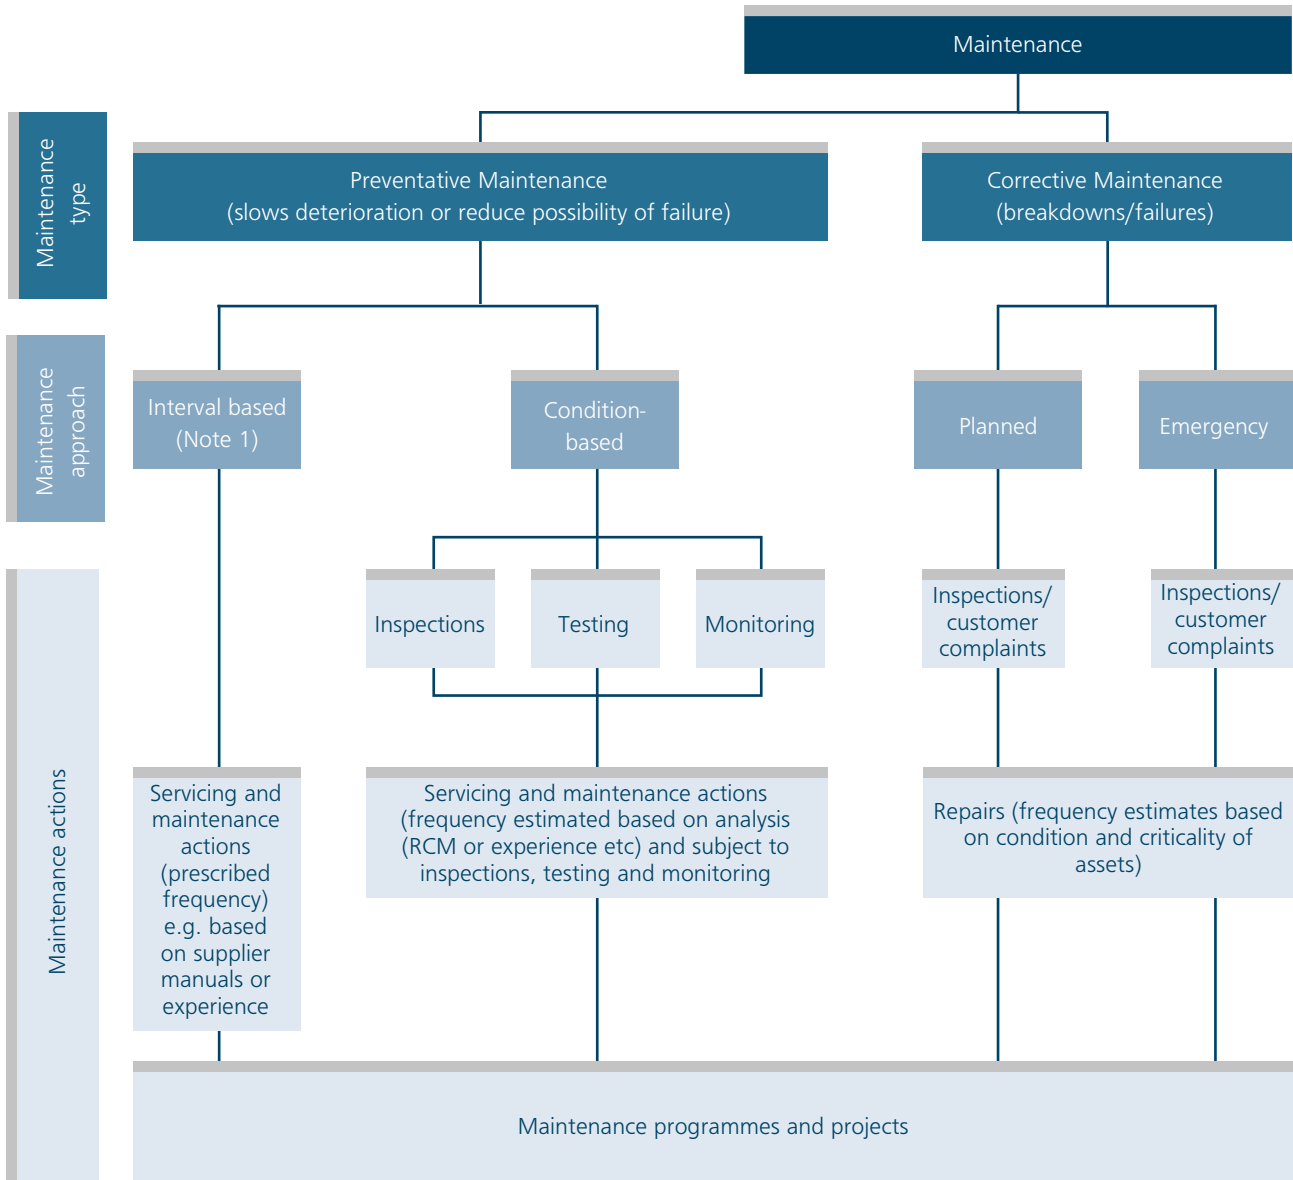 Maintenance
Maintenance
type
Preventative Maintenance
(slows deterioration or reduce possibility of failure)
Corrective Maintenance
(breakdowns/failures)
Maintenance
approach
Interval based
(Note 1)
Condition-
based
Planned
Emergency
Maintenance actions
Inspections
Testing
Monitoring
Inspections/
customer
complaints
Inspections/
customer
complaints
Servicing and
maintenance
actions
(prescribed
frequency)
e.g. based
on supplier
manuals or
experience
Servicing and maintenance actions
(frequency estimated based on analysis
(RCM or experience etc) and subject to
inspections, testing and monitoring
Repairs (frequency estimates based
on condition and criticality of
assets)
Maintenance programmes and projects